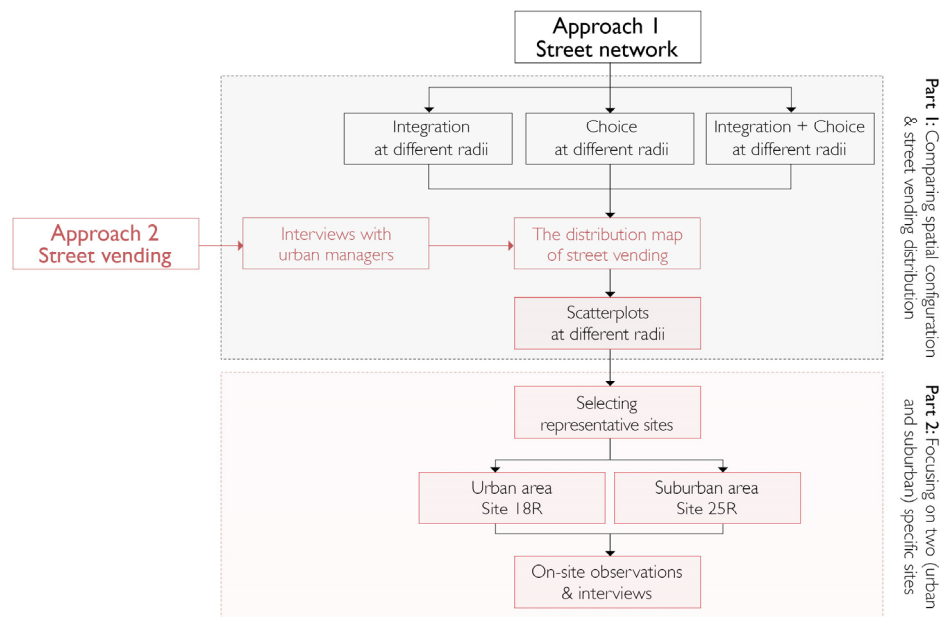 Approach 1
Street network
Integration
at different radii
Choice
at different radii
Integration + Choice
at different radii
Approach 2
Street vending
Interviews with
urban managers
The distribution map
of street vending
Scatterplots
at different radii
Part 1: Comparing spatial configuration
& street vending distribution
Selecting
representative sites
Urban area
Site 18R
Suburban area
Site 25R
On-site observations
& interviews
Part 2: Focusing on two (urban
and suburban) specific sites